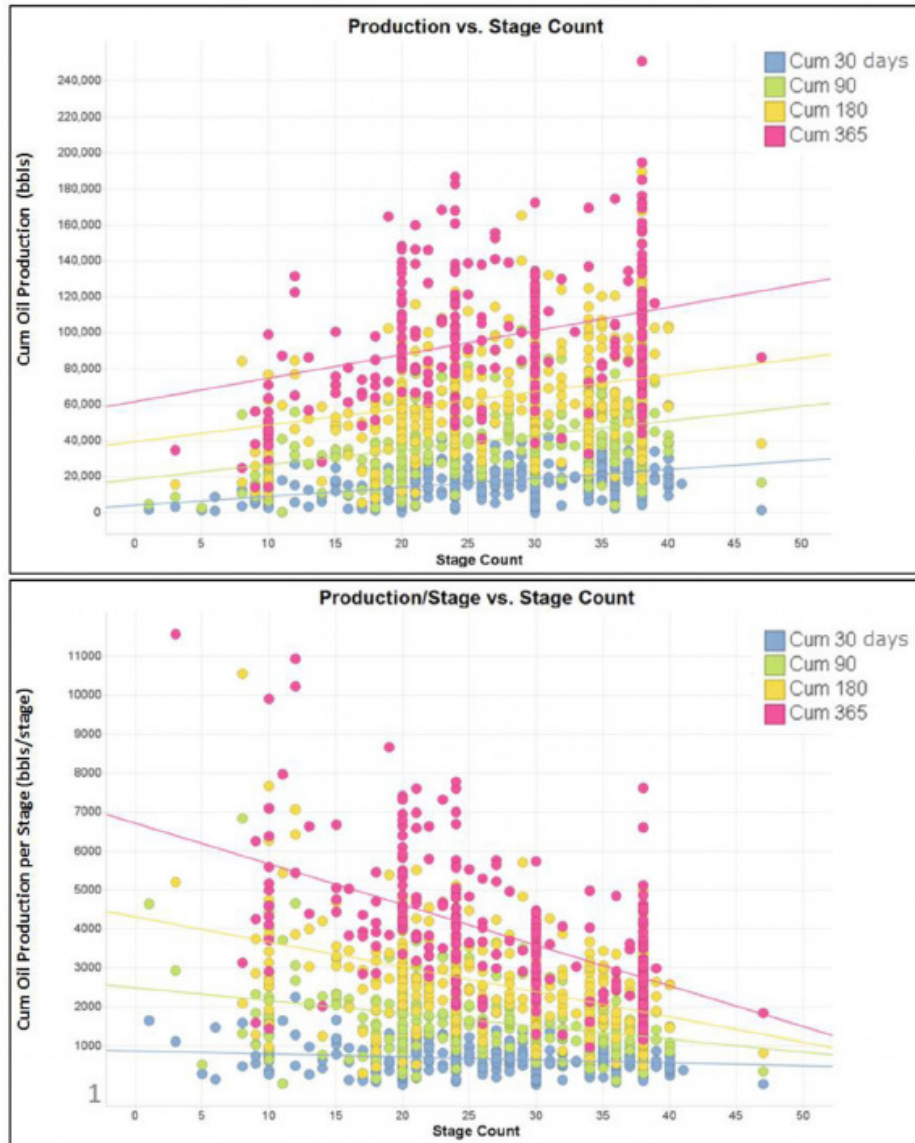 Production vs. Stage Count
Cum 30 days
Cum 90
Cum 180
Cum 365
240,000
220,000
200,000
180,000
160,000
140,000
120,000
100,000
80,000
60,000
40,000
20,000
0
Cum Oil Production (bbls)
0 5 10 15 20 25 30 35 40 45 50
Stage Count
Production/Stage vs. Stage Count
Cum 30 days
Cum 90
Cum 180
Cum 365
11000
10000
9000
8000
7000
6000
5000
4000
3000
2000
1000
1
Cum Oil Production per Stage (bbls/stage)
0 5 10 15 20 25 30 35 40 45 50
Stage Count